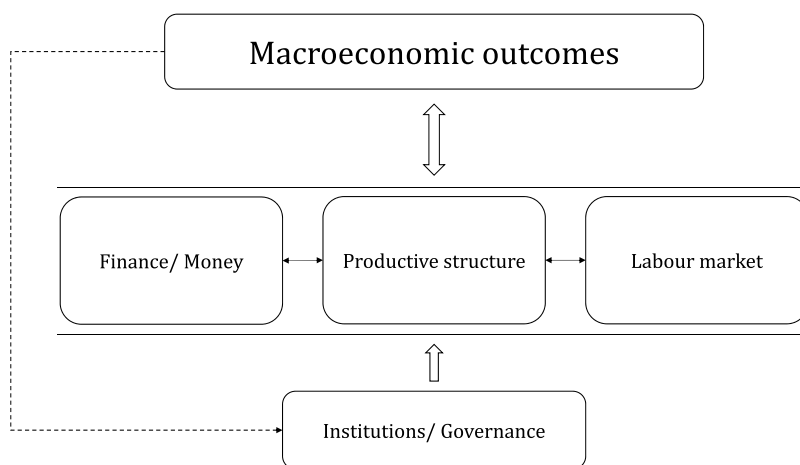 Macroeconomic outcomes
Finance/ Money
Productive structure
Labour market
Institutions/ Governance